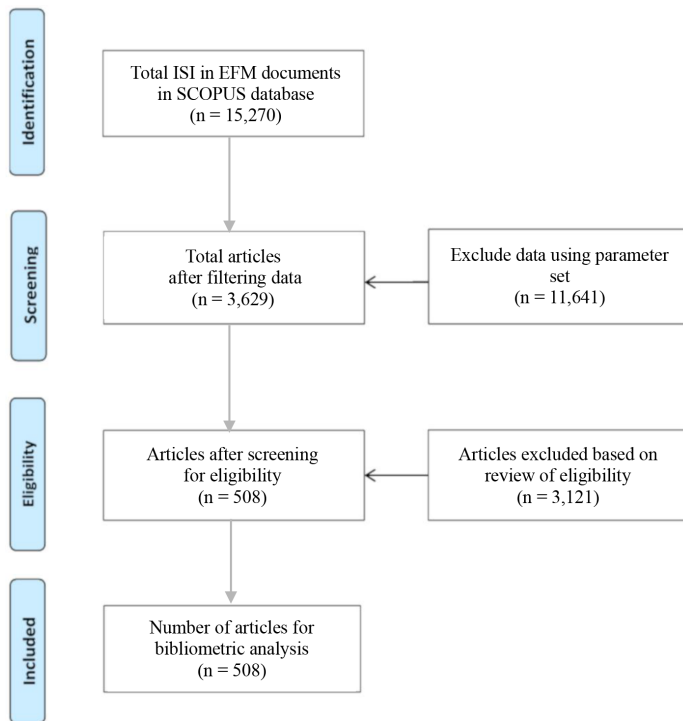 Identification
Total ISI in EFM documents
in SCOPUS database
(n = 15,270)
Screening
Total articles
after filtering data
(n = 3,629)
Exclude data using parameter
set
(n = 11,641)
Eligibility
Articles after screening
for eligibility
(n = 508)
Articles excluded based on
review of eligibility
(n = 3,121)
Included
Number of articles for
bibliometric analysis
(n = 508)